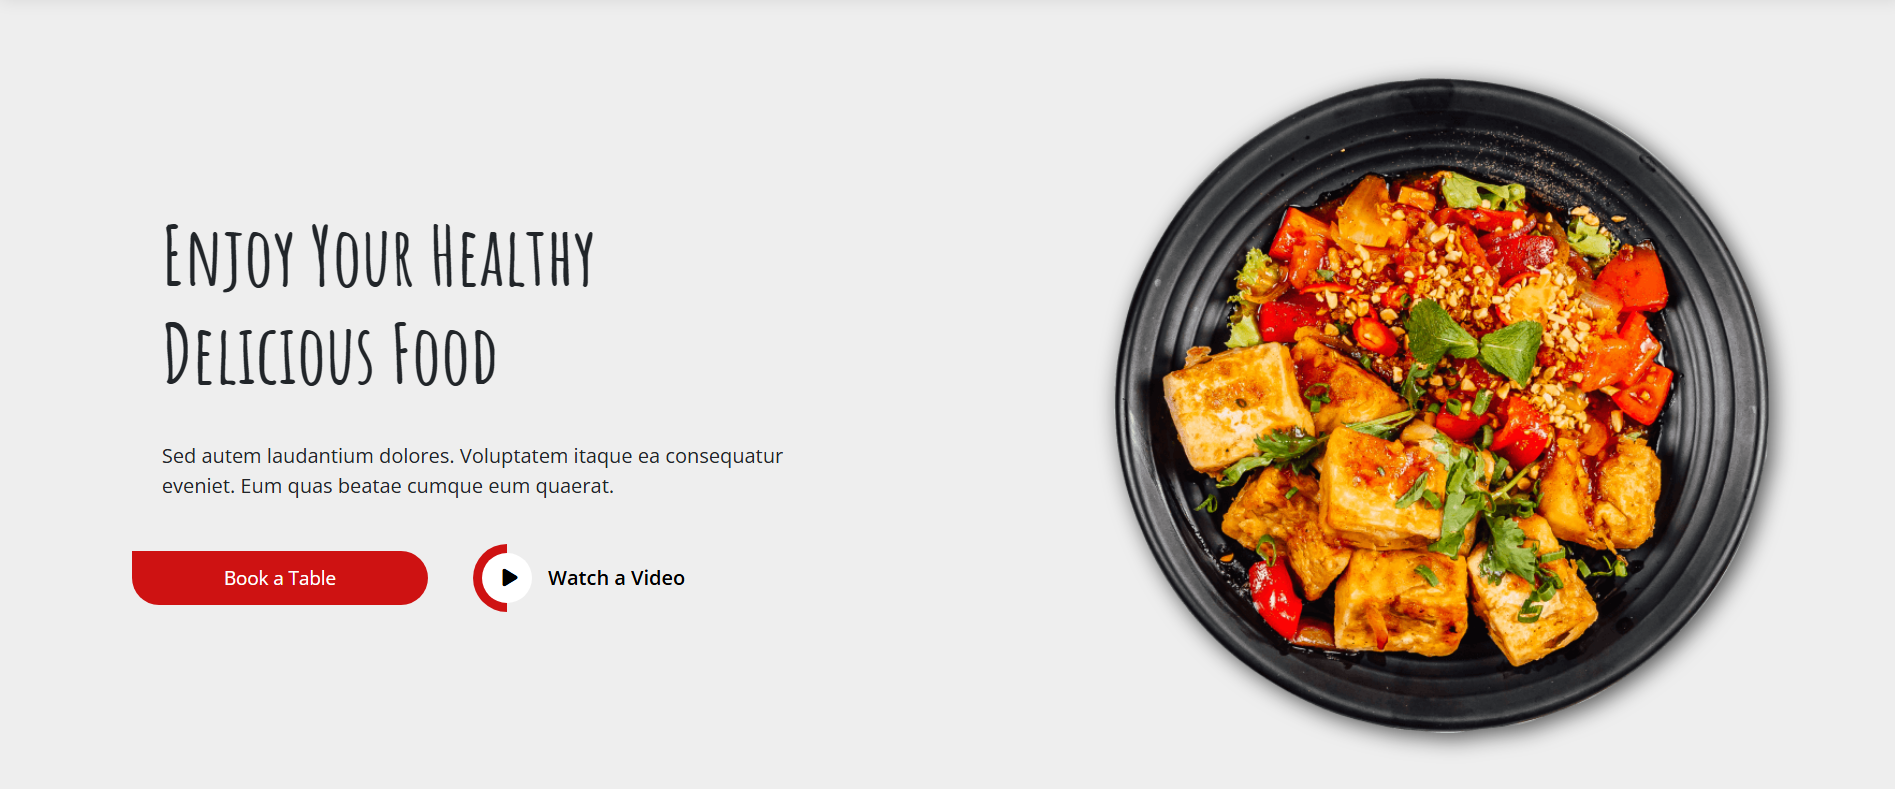 Enjoy Your Healthy
Delicious Food
Sed autem laudantium dolores. Voluptatem itaque ea consequatur
eveniet. Eum quas beatae cumque eum quaerat.
Book a Table
Watch a Video